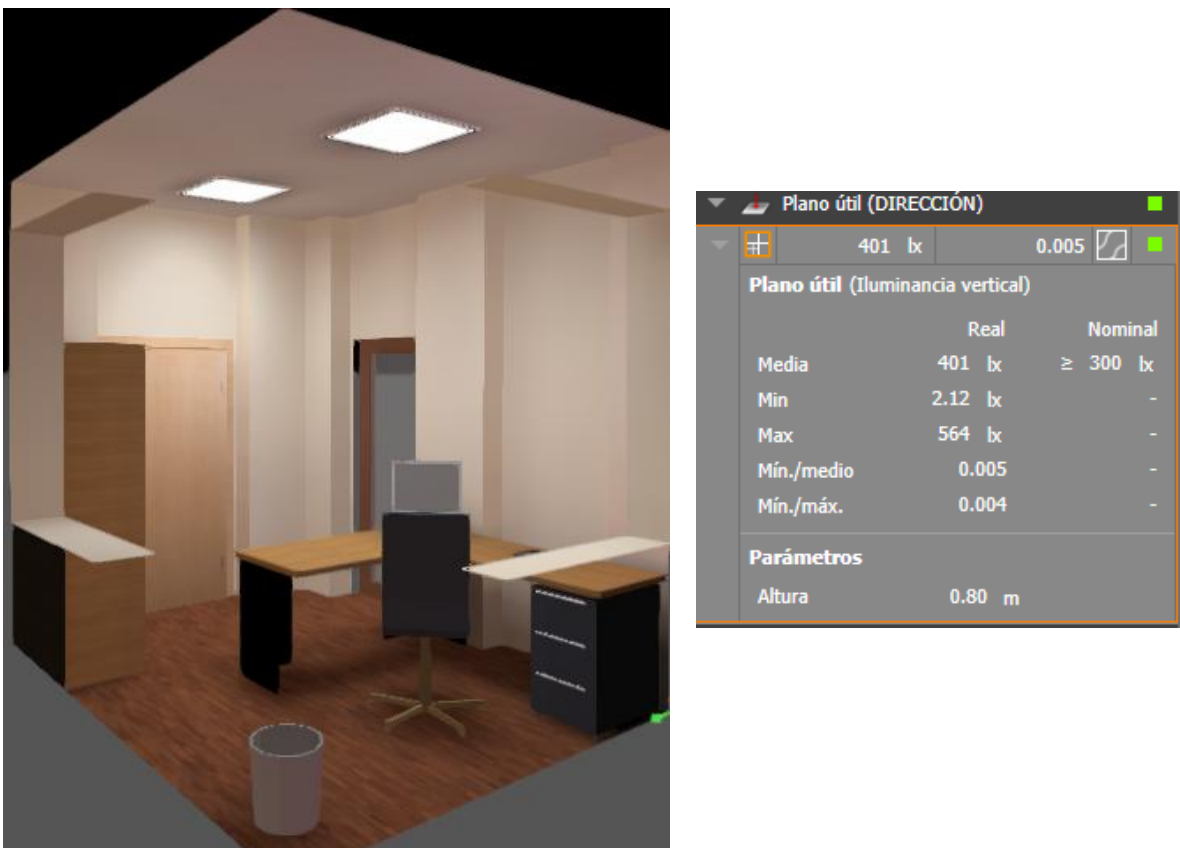 Plano útil (DIRECCIÓN)
401 lx 0.005
Plano útil (Iluminancia vertical)
Real Nominal
Media 401 lx ≥ 300 lx
Min 2.12 lx -
Max 564 lx -
Mín./medio 0.005 -
Mín./máx. 0.004 -
Parámetros
Altura 0.80 m